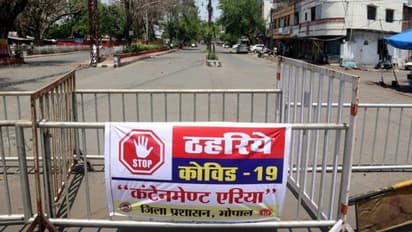 STOP
ठहरिये
कोविड -19
"कंटेनमेण्ट एरिया"
जिला प्रशासन, भोपाल